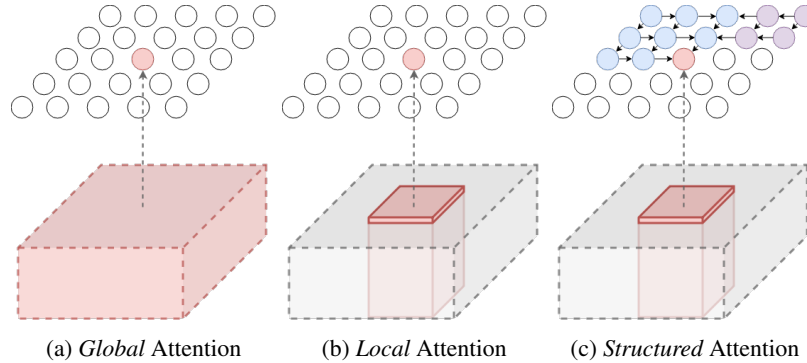 (a) Global Attention
(b) Local Attention
(c) Structured Attention